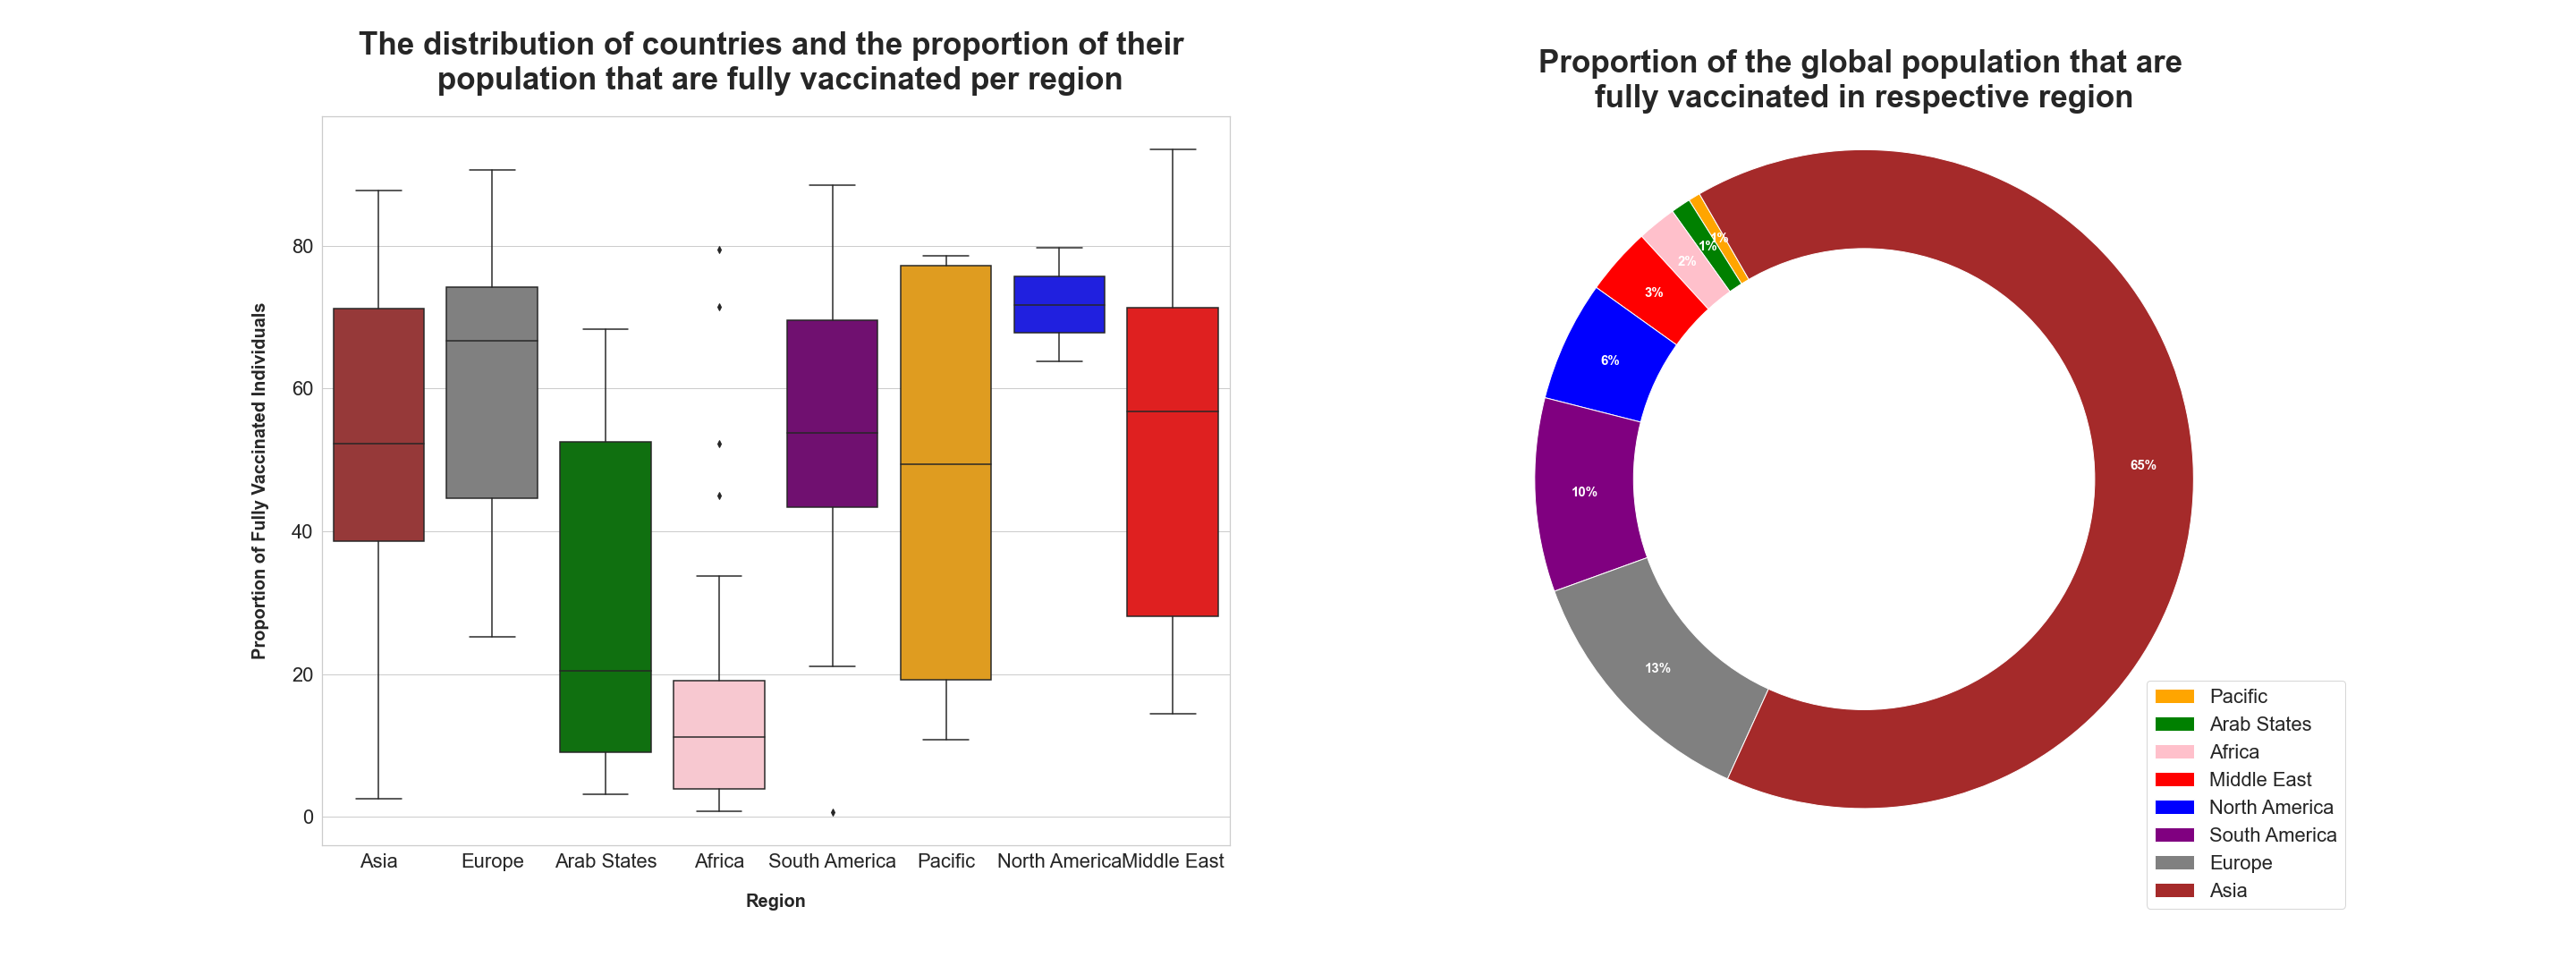 The distribution of countries and the proportion of their
population that are fully vaccinated per region
Proportion of Fully Vaccinated Individuals
80
60
40
20
0
Asia
Europe
Arab States
Africa
South America
Pacific
North America
Middle East
Region
Proportion of the global population that are
fully vaccinated in respective region
1%
1%
2%
3%
6%
10%
13%
65%
Pacific
Arab States
Africa
Middle East
North America
South America
Europe
Asia